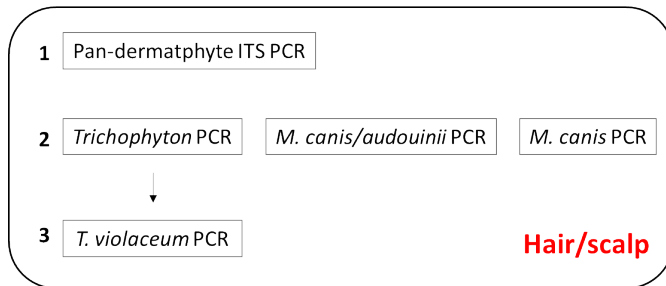 1 Pan-dermatphyte ITS PCR
2 Trichophyton PCR M. canis/audouinii PCR M. canis PCR
3 T. violaceum PCR
Hair/scalp